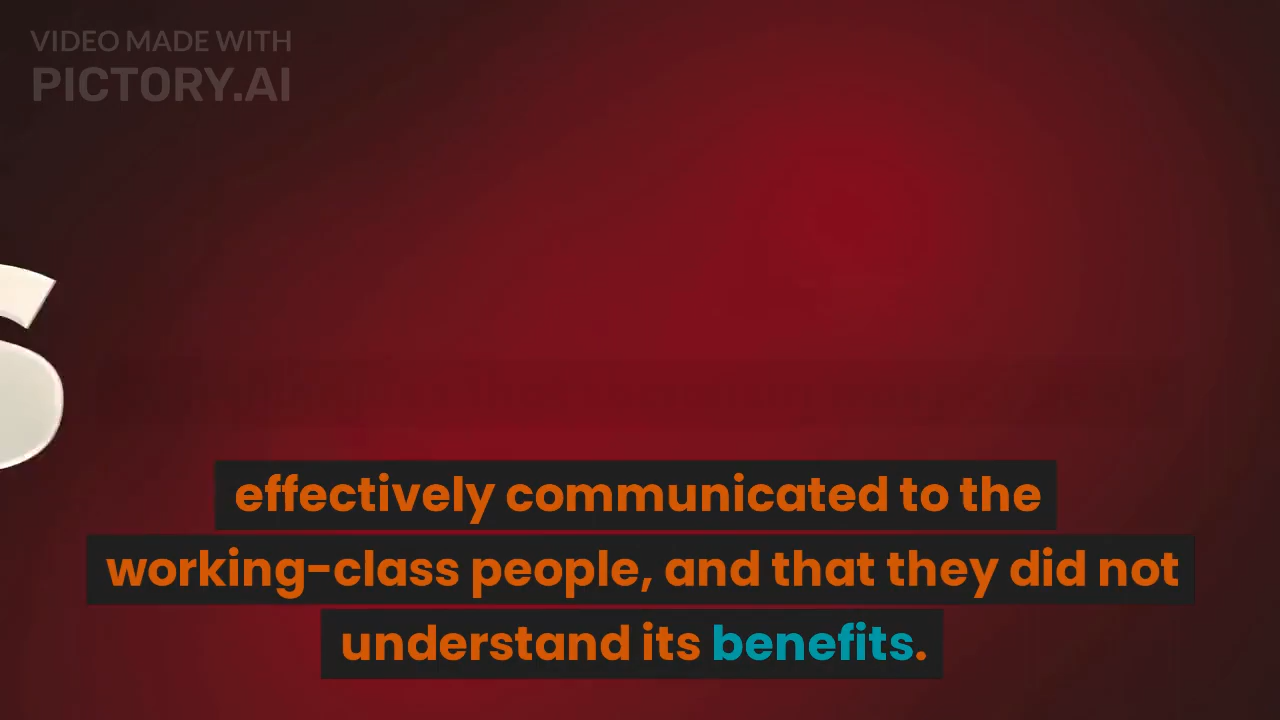 VIDEO MADE WITH
PICTORY.AI
S
effectively communicated to the
working-class people, and that they did not
understand its benefits.